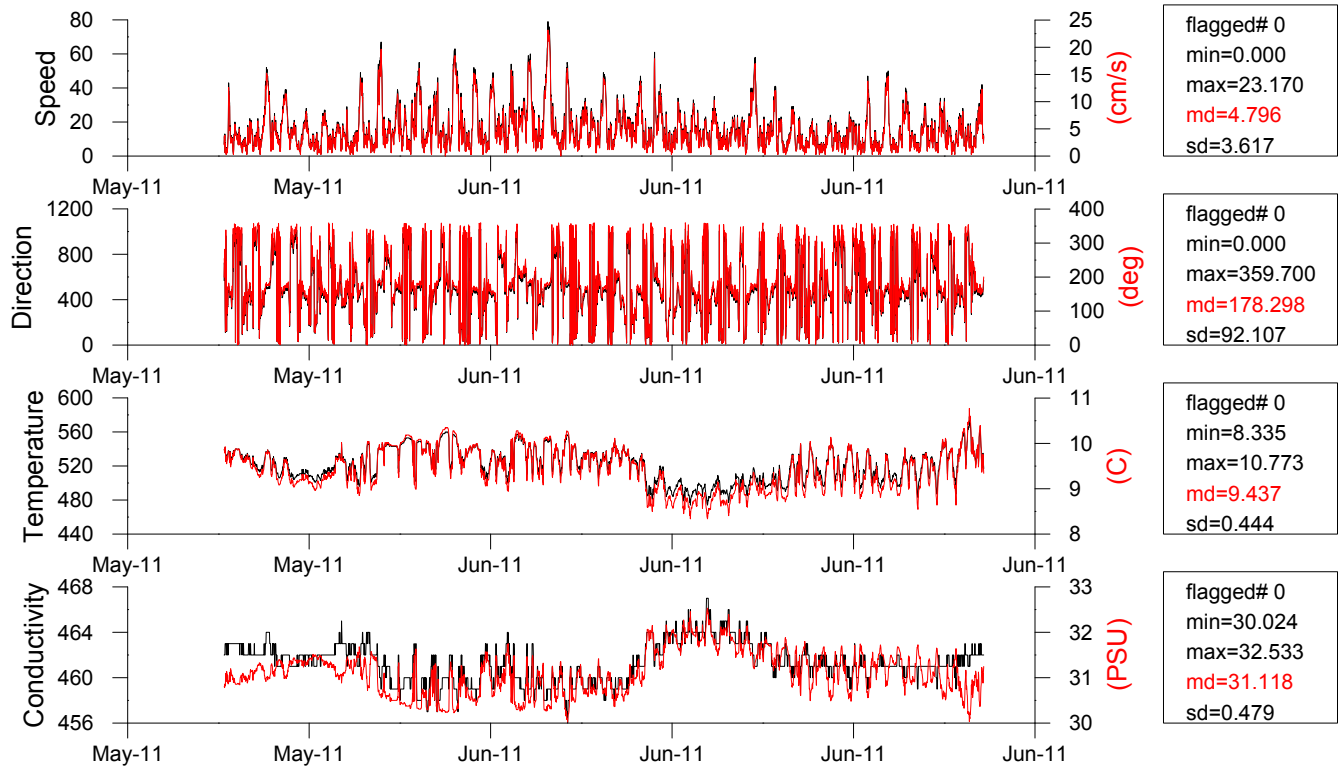 Speed
80
60
40
20
0
25
20
15
10
5
0
(cm/s)
May-11 May-11 Jun-11 Jun-11 Jun-11 Jun-11
flagged# 0
min=0.000
max=23.170
md=4.796
sd=3.617
Direction
1200
800
400
0
400
300
200
100
0
(deg)
May-11 May-11 Jun-11 Jun-11 Jun-11 Jun-11
flagged# 0
min=0.000
max=359.700
md=178.298
sd=92.107
Temperature
600
560
520
480
440
11
10
9
8
(C)
May-11 May-11 Jun-11 Jun-11 Jun-11 Jun-11
flagged# 0
min=8.335
max=10.773
md=9.437
sd=0.444
Conductivity
468
464
460
456
33
32
31
30
(PSU)
May-11 May-11 Jun-11 Jun-11 Jun-11 Jun-11
flagged# 0
min=30.024
max=32.533
md=31.118
sd=0.479